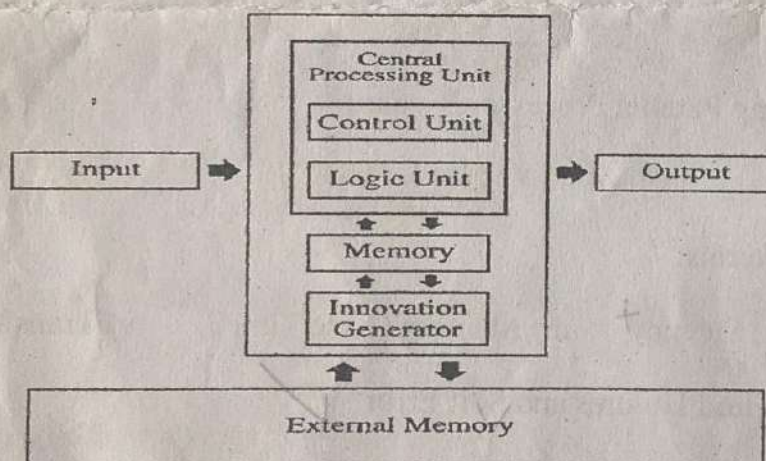 Central
Processing Unit
Control Unit
Input
Logic Unit
Output
Memory
Innovation
Generator
External Memory